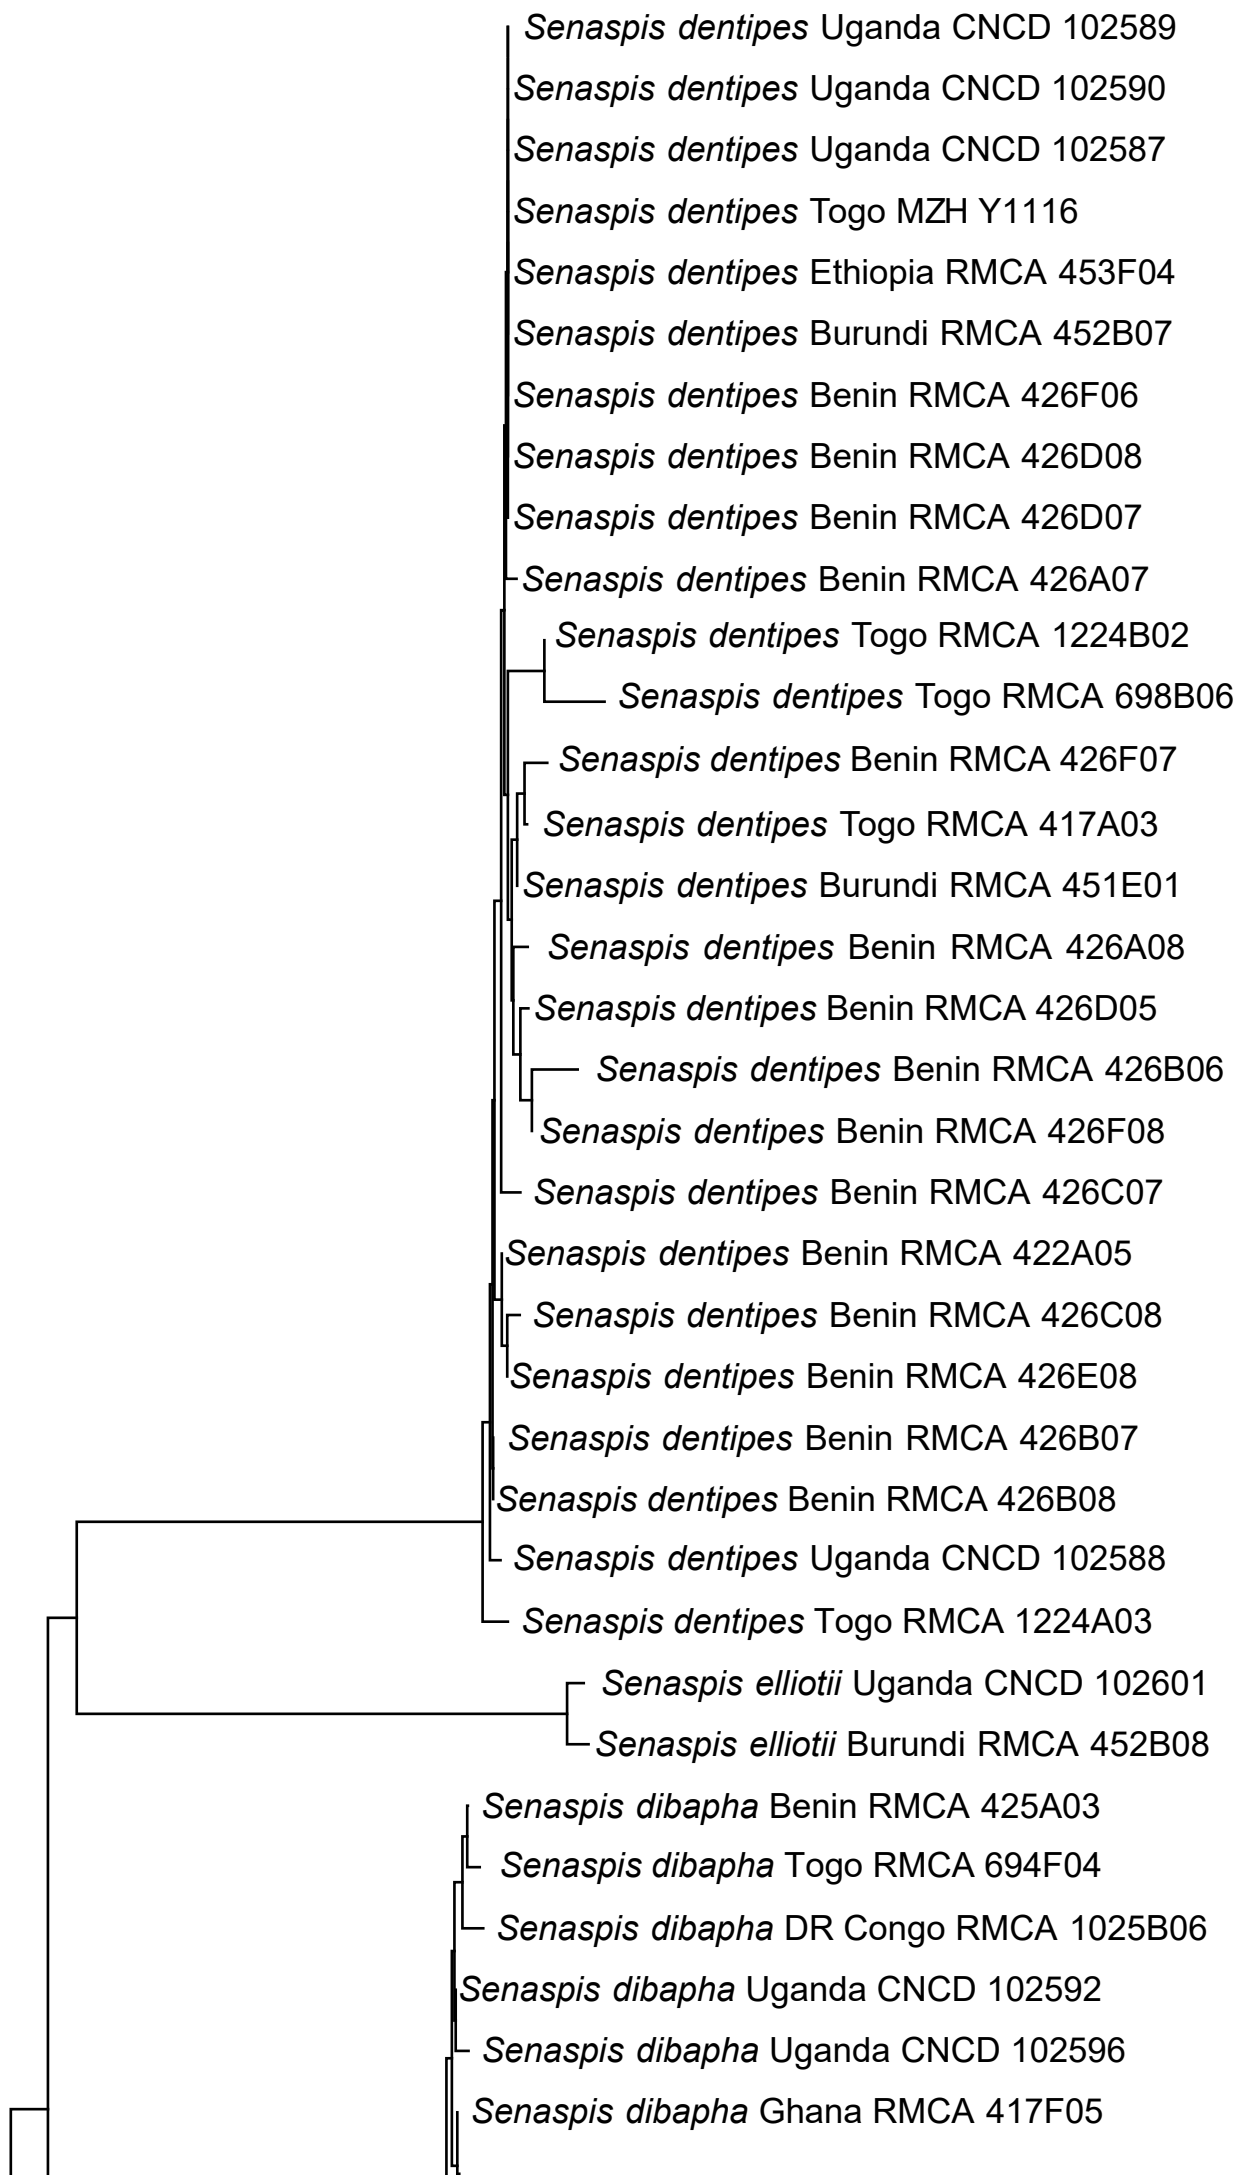 Senaspis dentipes Uganda CNCD 102589
Senaspis dentipes Uganda CNCD 102590
Senaspis dentipes Uganda CNCD 102587
Senaspis dentipes Togo MZH Y1116
Senaspis dentipes Ethiopia RMCA 453F04
Senaspis dentipes Burundi RMCA 452B07
Senaspis dentipes Benin RMCA 426F06
Senaspis dentipes Benin RMCA 426D08
Senaspis dentipes Benin RMCA 426D07
Senaspis dentipes Benin RMCA 426A07
Senaspis dentipes Togo RMCA 1224B02
Senaspis dentipes Togo RMCA 698B06
Senaspis dentipes Benin RMCA 426F07
Senaspis dentipes Togo RMCA 417A03
Senaspis dentipes Burundi RMCA 451E01
Senaspis dentipes Benin RMCA 426A08
Senaspis dentipes Benin RMCA 426D05
Senaspis dentipes Benin RMCA 426B06
Senaspis dentipes Benin RMCA 426F08
Senaspis dentipes Benin RMCA 426C07
Senaspis dentipes Benin RMCA 422A05
Senaspis dentipes Benin RMCA 426C08
Senaspis dentipes Benin RMCA 426E08
Senaspis dentipes Benin RMCA 426B07
Senaspis dentipes Benin RMCA 426B08
Senaspis dentipes Uganda CNCD 102588
Senaspis dentipes Togo RMCA 1224A03
Senaspis elliotii Uganda CNCD 102601
Senaspis elliotii Burundi RMCA 452B08
Senaspis dibapha Benin RMCA 425A03
Senaspis dibapha Togo RMCA 694F04
Senaspis dibapha DR Congo RMCA 1025B06
Senaspis dibapha Uganda CNCD 102592
Senaspis dibapha Uganda CNCD 102596
Senaspis dibapha Ghana RMCA 417F05